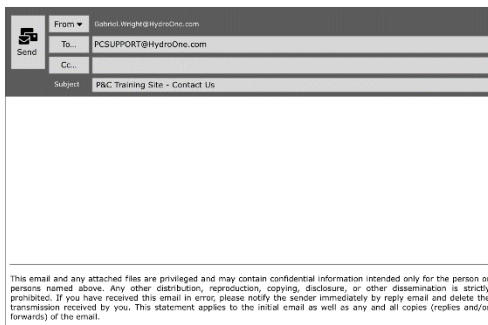 From ▾ Gabriel.Wright@HydroOne.com
Send
To... PCSUPPORT@HydroOne.com
Cc...
Subject P&C Training Site - Contact Us
This email and any attached files are privileged and may contain confidential information intended only for the person or
persons named above. Any other distribution, reproduction, copying, disclosure, or other dissemination is strictly
prohibited. If you have received this email in error, please notify the sender immediately by reply email and delete the
transmission received by you. This statement applies to the initial email as well as any and all copies (replies and/or
forwards) of the email.